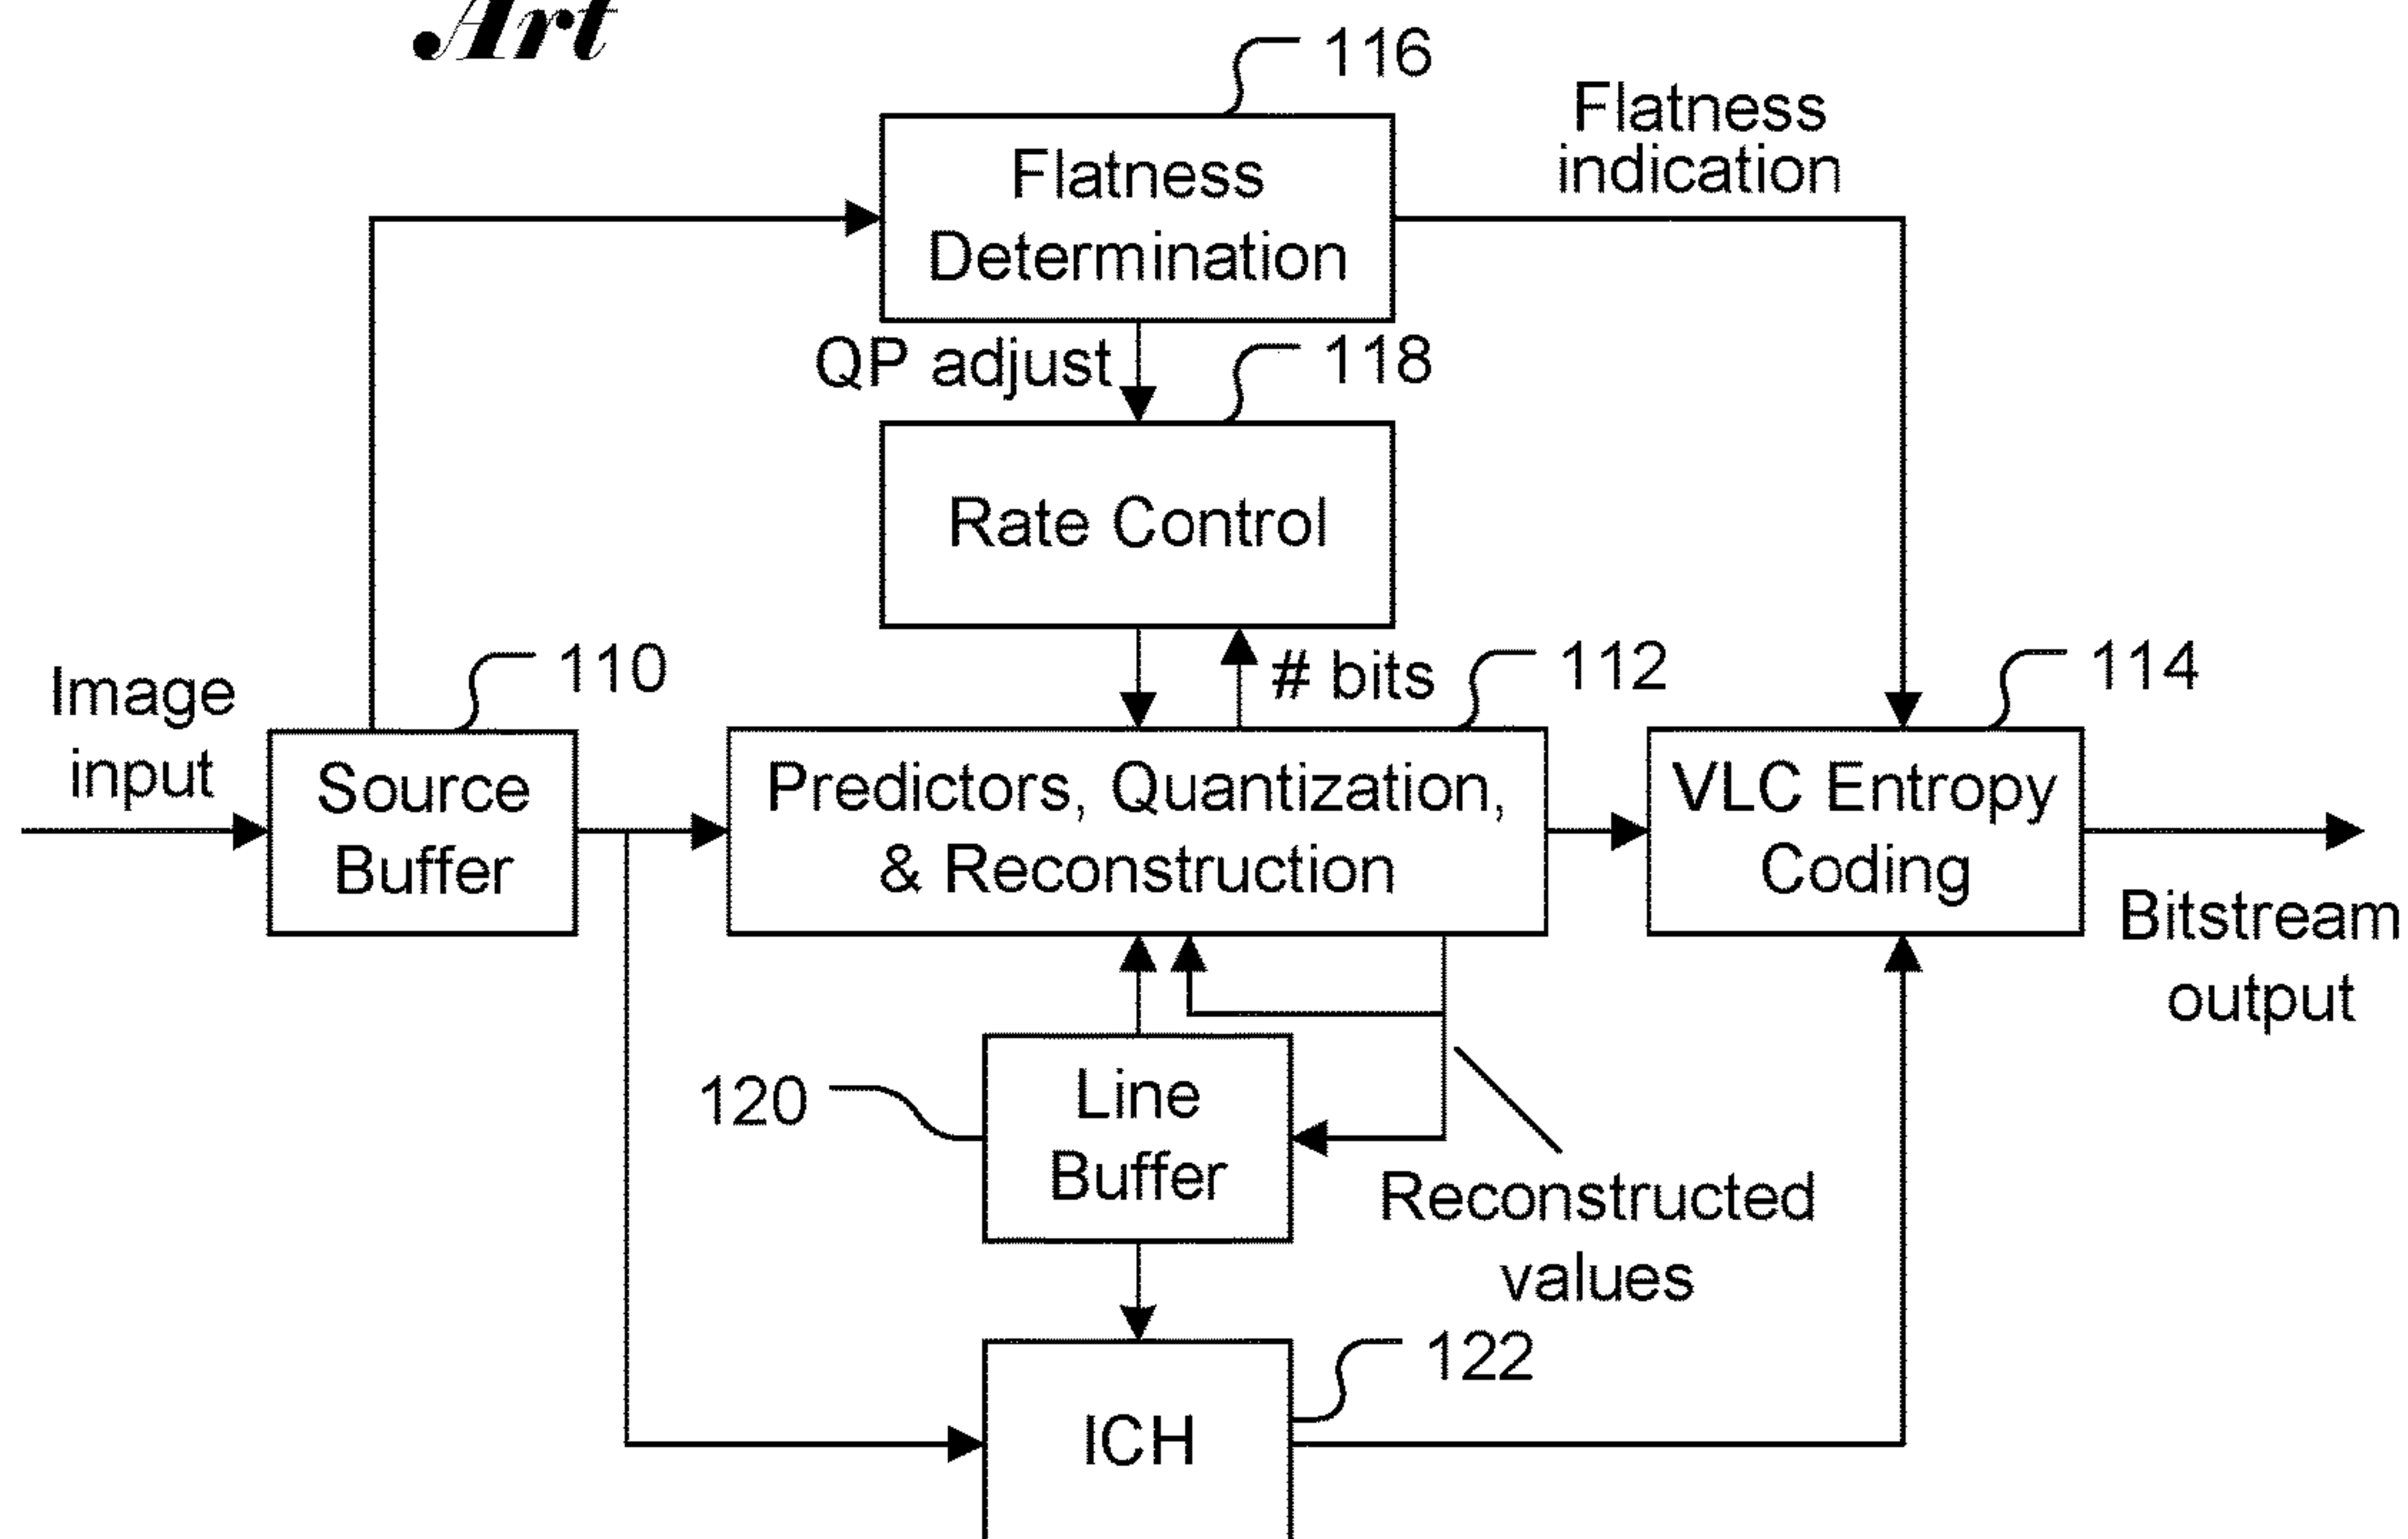 Art
116
Flatness
indication
Flatness
Determination
QP adjust
118
Rate Control
Image
input
110
# bits
112
114
Source
Buffer
Predictors, Quantization,
& Reconstruction
VLC Entropy
Coding
Bitstream
output
120
Line
Buffer
Reconstructed
values
122
ICH